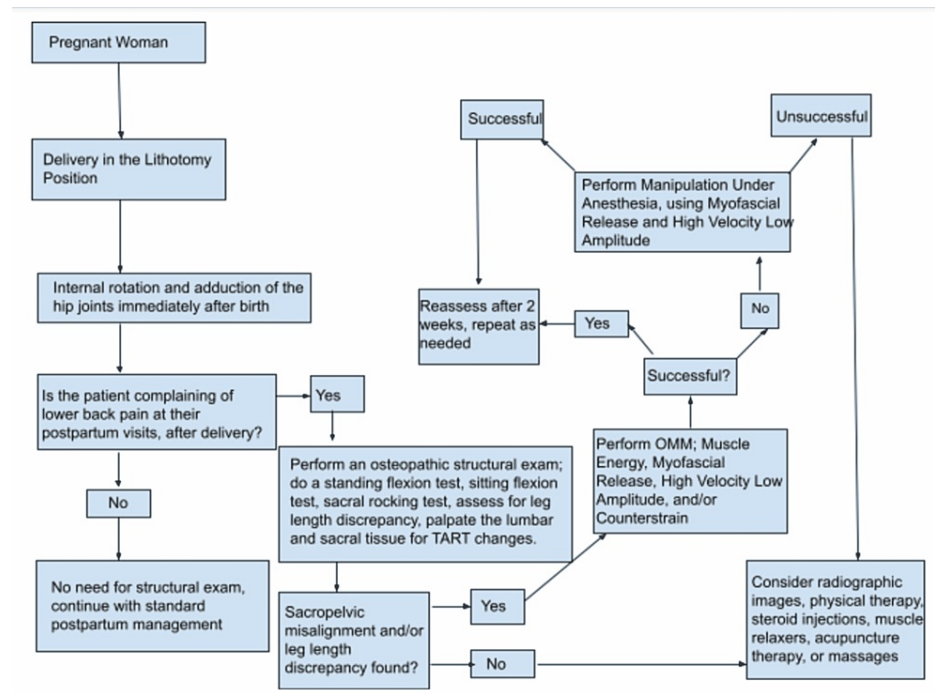 Pregnant Woman
Delivery in the Lithotomy
Position
Internal rotation and adduction of the
hip joints immediately after birth
Is the patient complaining of
lower back pain at their
postpartum visits, after delivery?
Yes
No
No need for structural exam,
continue with standard
postpartum management
Perform an osteopathic structural exam;
do a standing flexion test, sitting flexion
test, sacral rocking test, assess for leg
length discrepancy, palpate the lumbar
and sacral tissue for TART changes.
Sacropelvic
misalignment and/or
leg length
discrepancy found?
Yes
No
Perform OMM; Muscle
Energy, Myofascial
Release, High Velocity Low
Amplitude, and/or
Counterstrain
Successful?
Yes
No
Reassess after 2
weeks, repeat as
needed
Perform Manipulation Under
Anesthesia, using Myofascial
Release and High Velocity Low
Amplitude
Successful
Unsuccessful
Consider radiographic
images, physical therapy,
steroid injections, muscle
relaxers, acupuncture
therapy, or massages